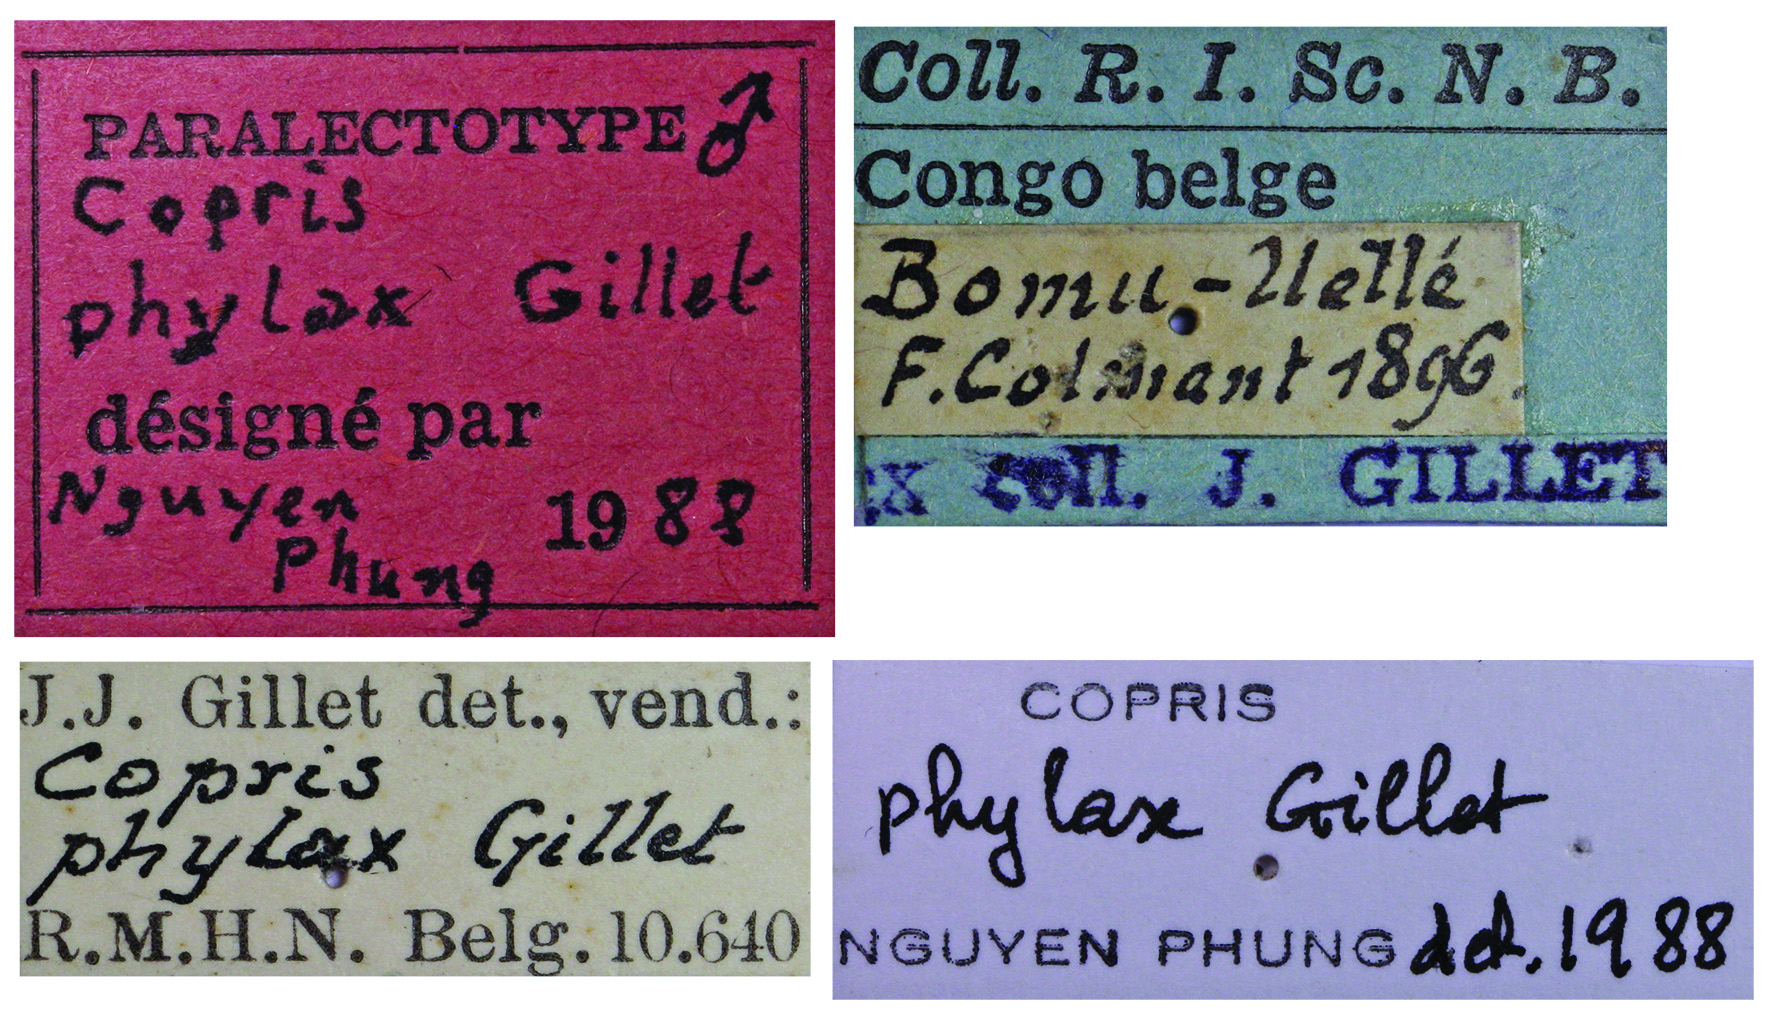 PARALECTOTYPE ♂
Copris
phylax Gillet
désigné par
Nguyen 1988
Phung
Coll. R. I. Sc. N. B.
Congo belge
Bomu-Uellé
F. Colmant 1896.
x coll. J. GILLET
J.J. Gillet det., vend.:
Copris
phylax Gillet
R.M.H.N. Belg. 10.640
COPRIS
phylax Gillet
NGUYEN PHUNG det. 1988